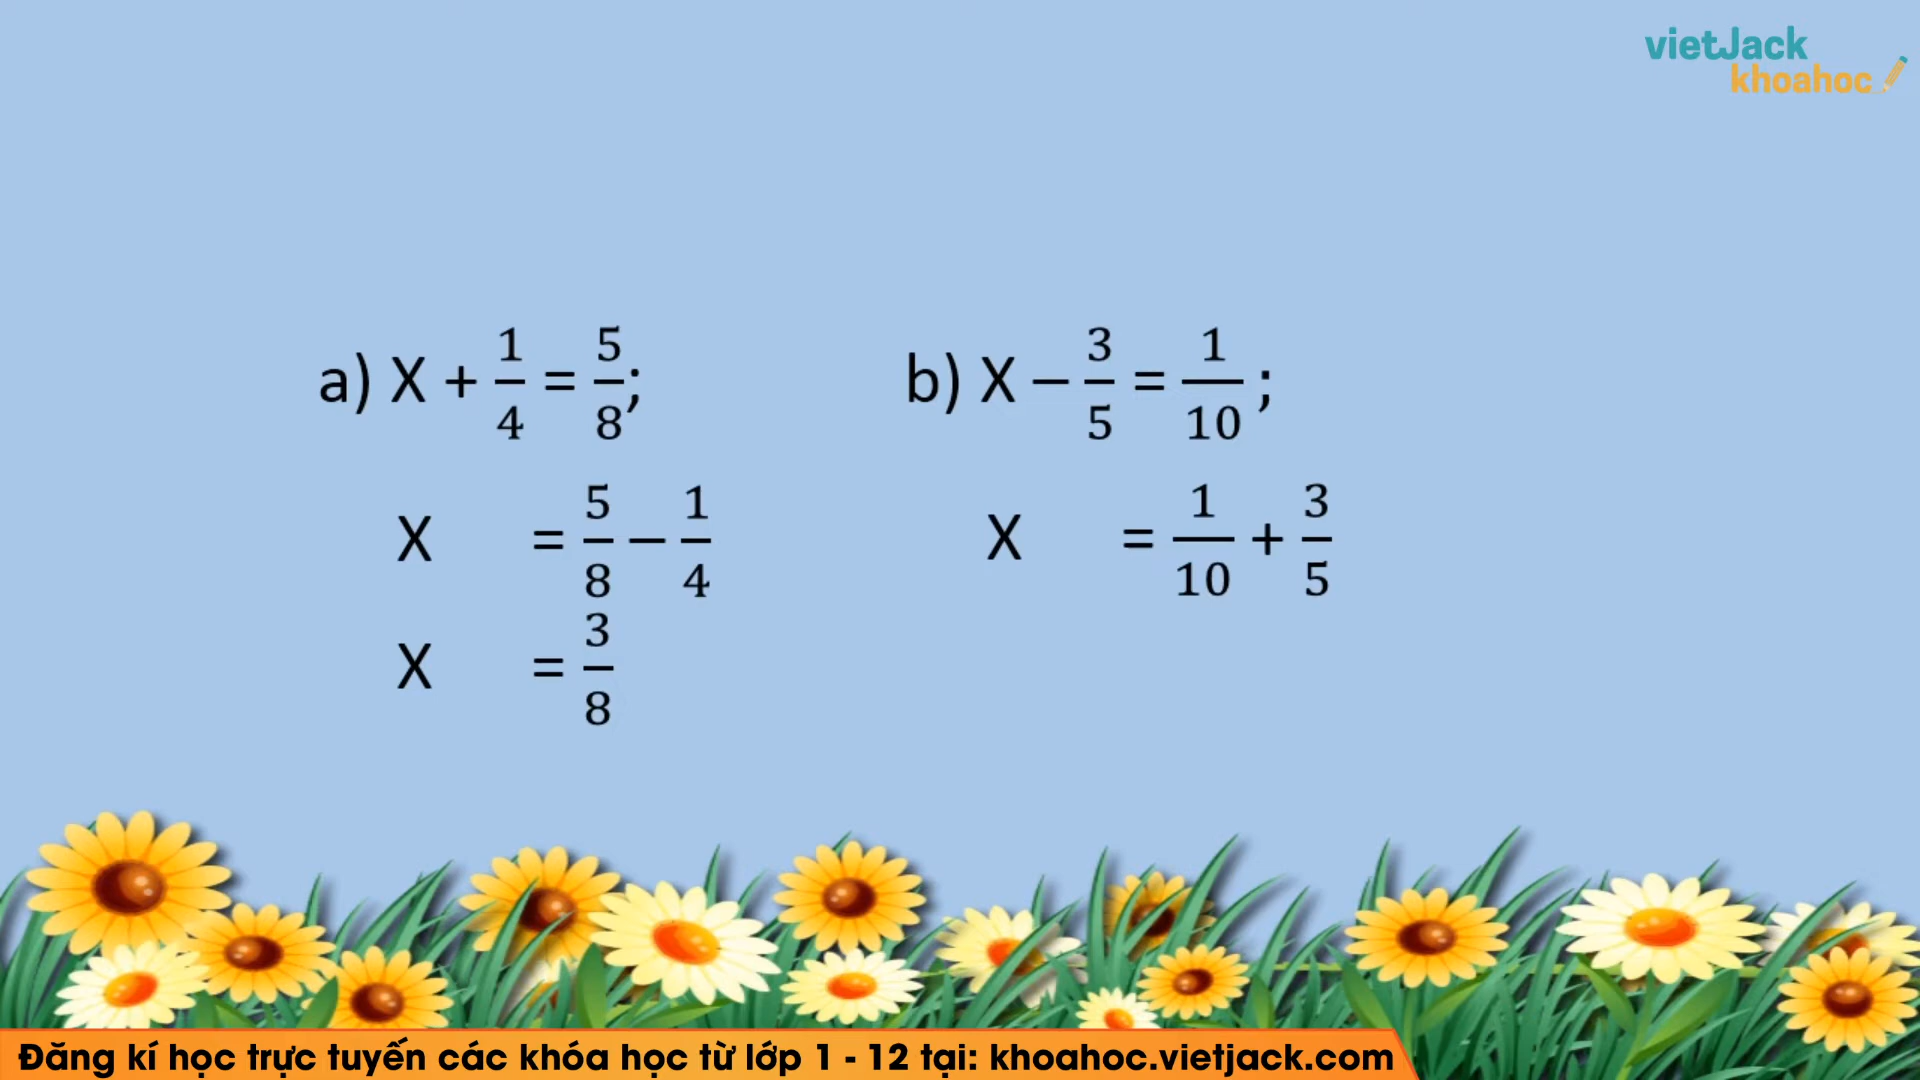 vietJack
khoahoc
a) X + 1/4 = 5/8;
X = 5/8 – 1/4
X = 3/8
b) X – 3/5 = 1/10 ;
X = 1/10 + 3/5
Đăng kí học trực tuyến các khóa học từ lớp 1 - 12 tại: khoahoc.vietjack.com